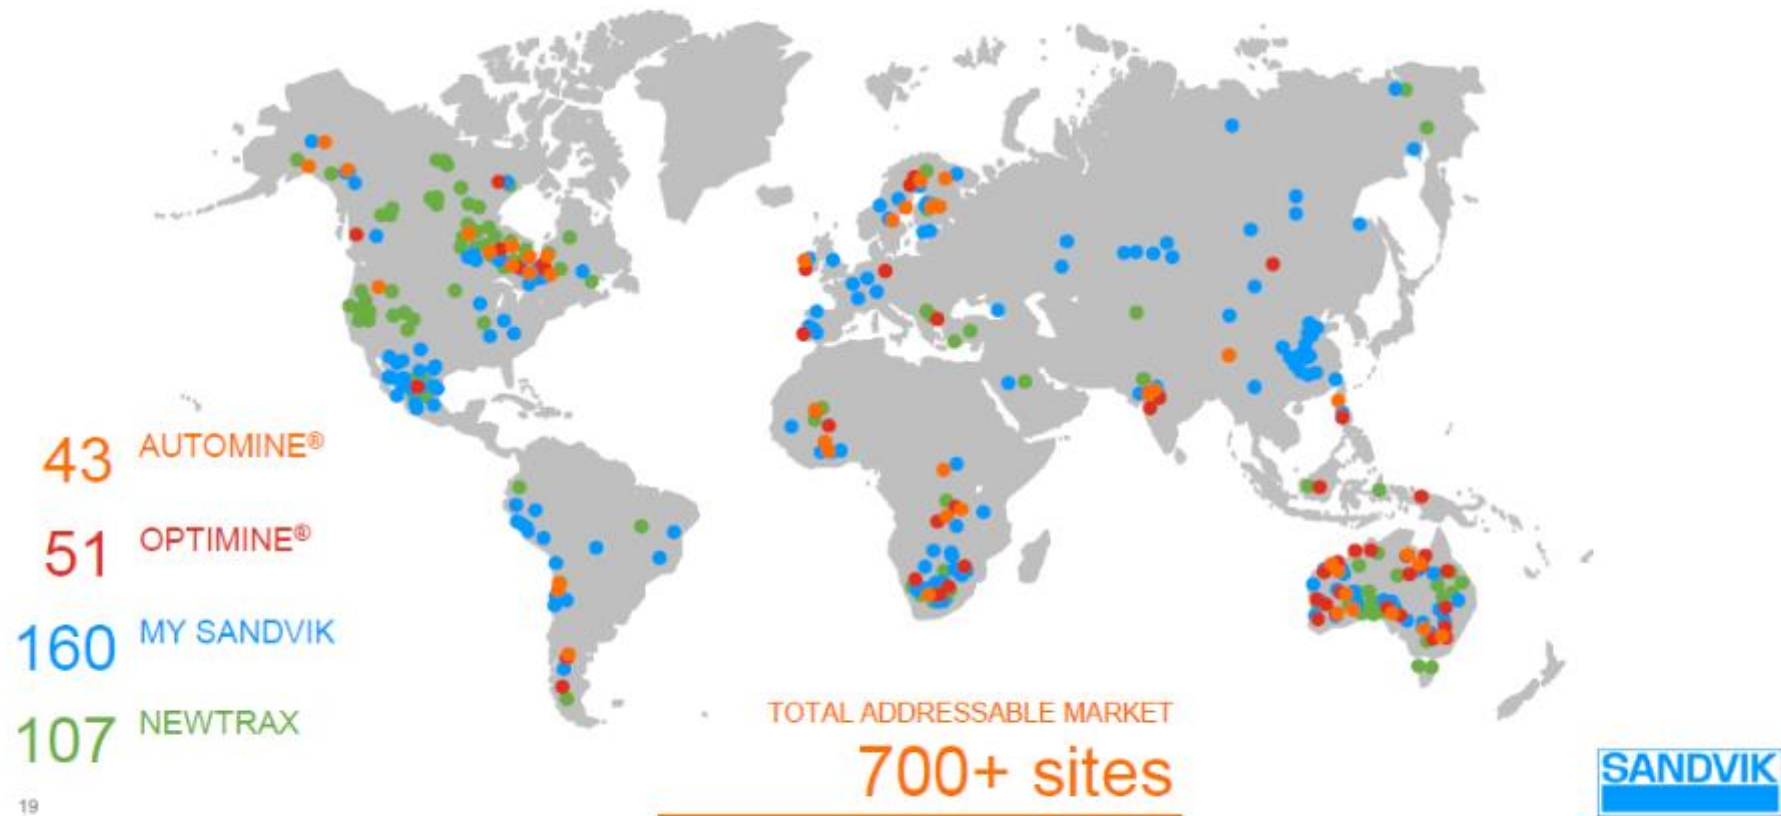 43 AUTOMINE®
51 OPTIMINE®
160 MY SANDVIK
107 NEWTRAX
TOTAL ADDRESSABLE MARKET
700+ sites
SANDVIK
19